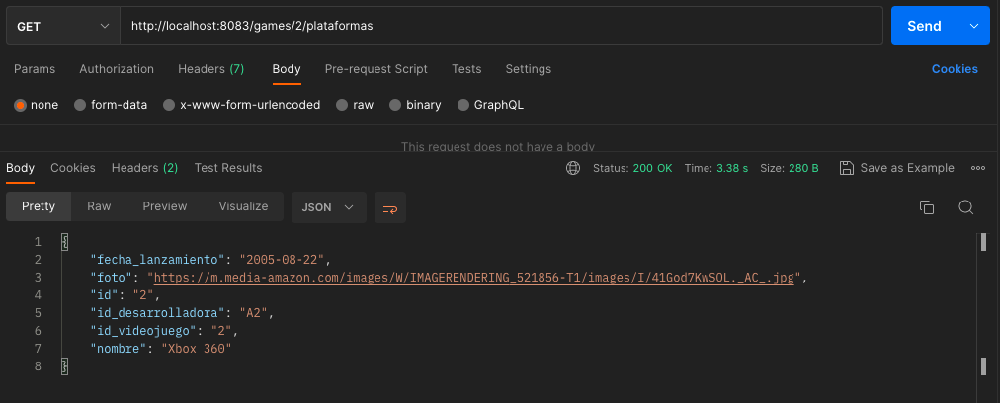 GET http://localhost:8083/games/2/plataformas Send
Params Authorization Headers (7) Body Pre-request Script Tests Settings Cookies
none form-data x-www-form-urlencoded raw binary GraphQL
This request does not have a body
Body Cookies Headers (2) Test Results Status: 200 OK Time: 3.38 s Size: 280 B Save as Example
Pretty Raw Preview Visualize JSON
1 {
2 "fecha_lanzamiento": "2005-08-22",
3 "foto": "https://m.media-amazon.com/images/W/IMAGERENDERING_521856-T1/images/I/41God7KwSOL._AC_.jpg",
4 "id": "2",
5 "id_desarrolladora": "A2",
6 "id_videojuego": "2",
7 "nombre": "Xbox 360"
8 }